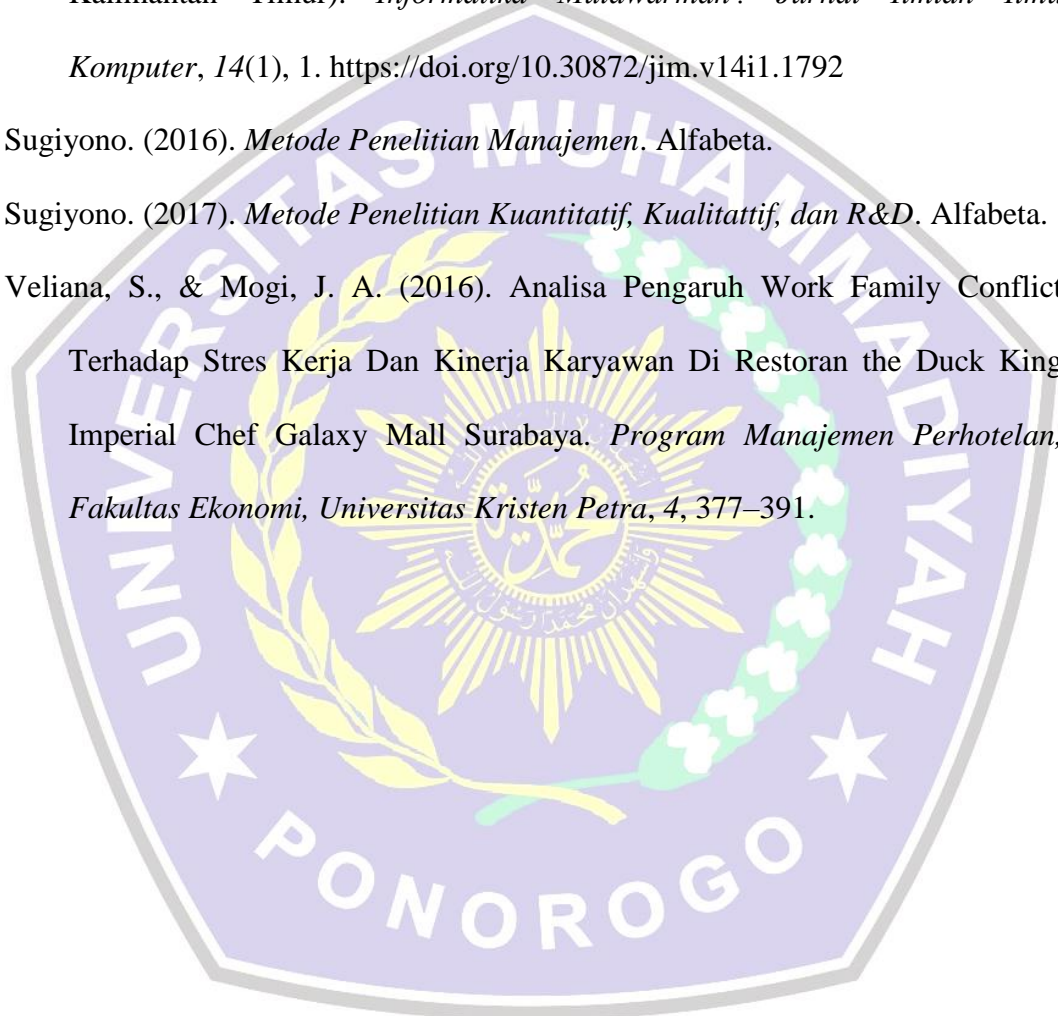 Komputer, 14(1), 1. https://doi.org/10.30872/jim.v14i1.1792
Sugiyono. (2016). Metode Penelitian Manajemen. Alfabeta.
Sugiyono. (2017). Metode Penelitian Kuantitatif, Kualitattif, dan R&D. Alfabeta.
Veliana, S., & Mogi, J. A. (2016). Analisa Pengaruh Work Family Conflict
Terhadap Stres Kerja Dan Kinerja Karyawan Di Restoran the Duck King
Imperial Chef Galaxy Mall Surabaya. Program Manajemen Perhotelan,
Fakultas Ekonomi, Universitas Kristen Petra, 4, 377–391.
UNIVERSITAS MUHAMMADIYAH
PONOROGO